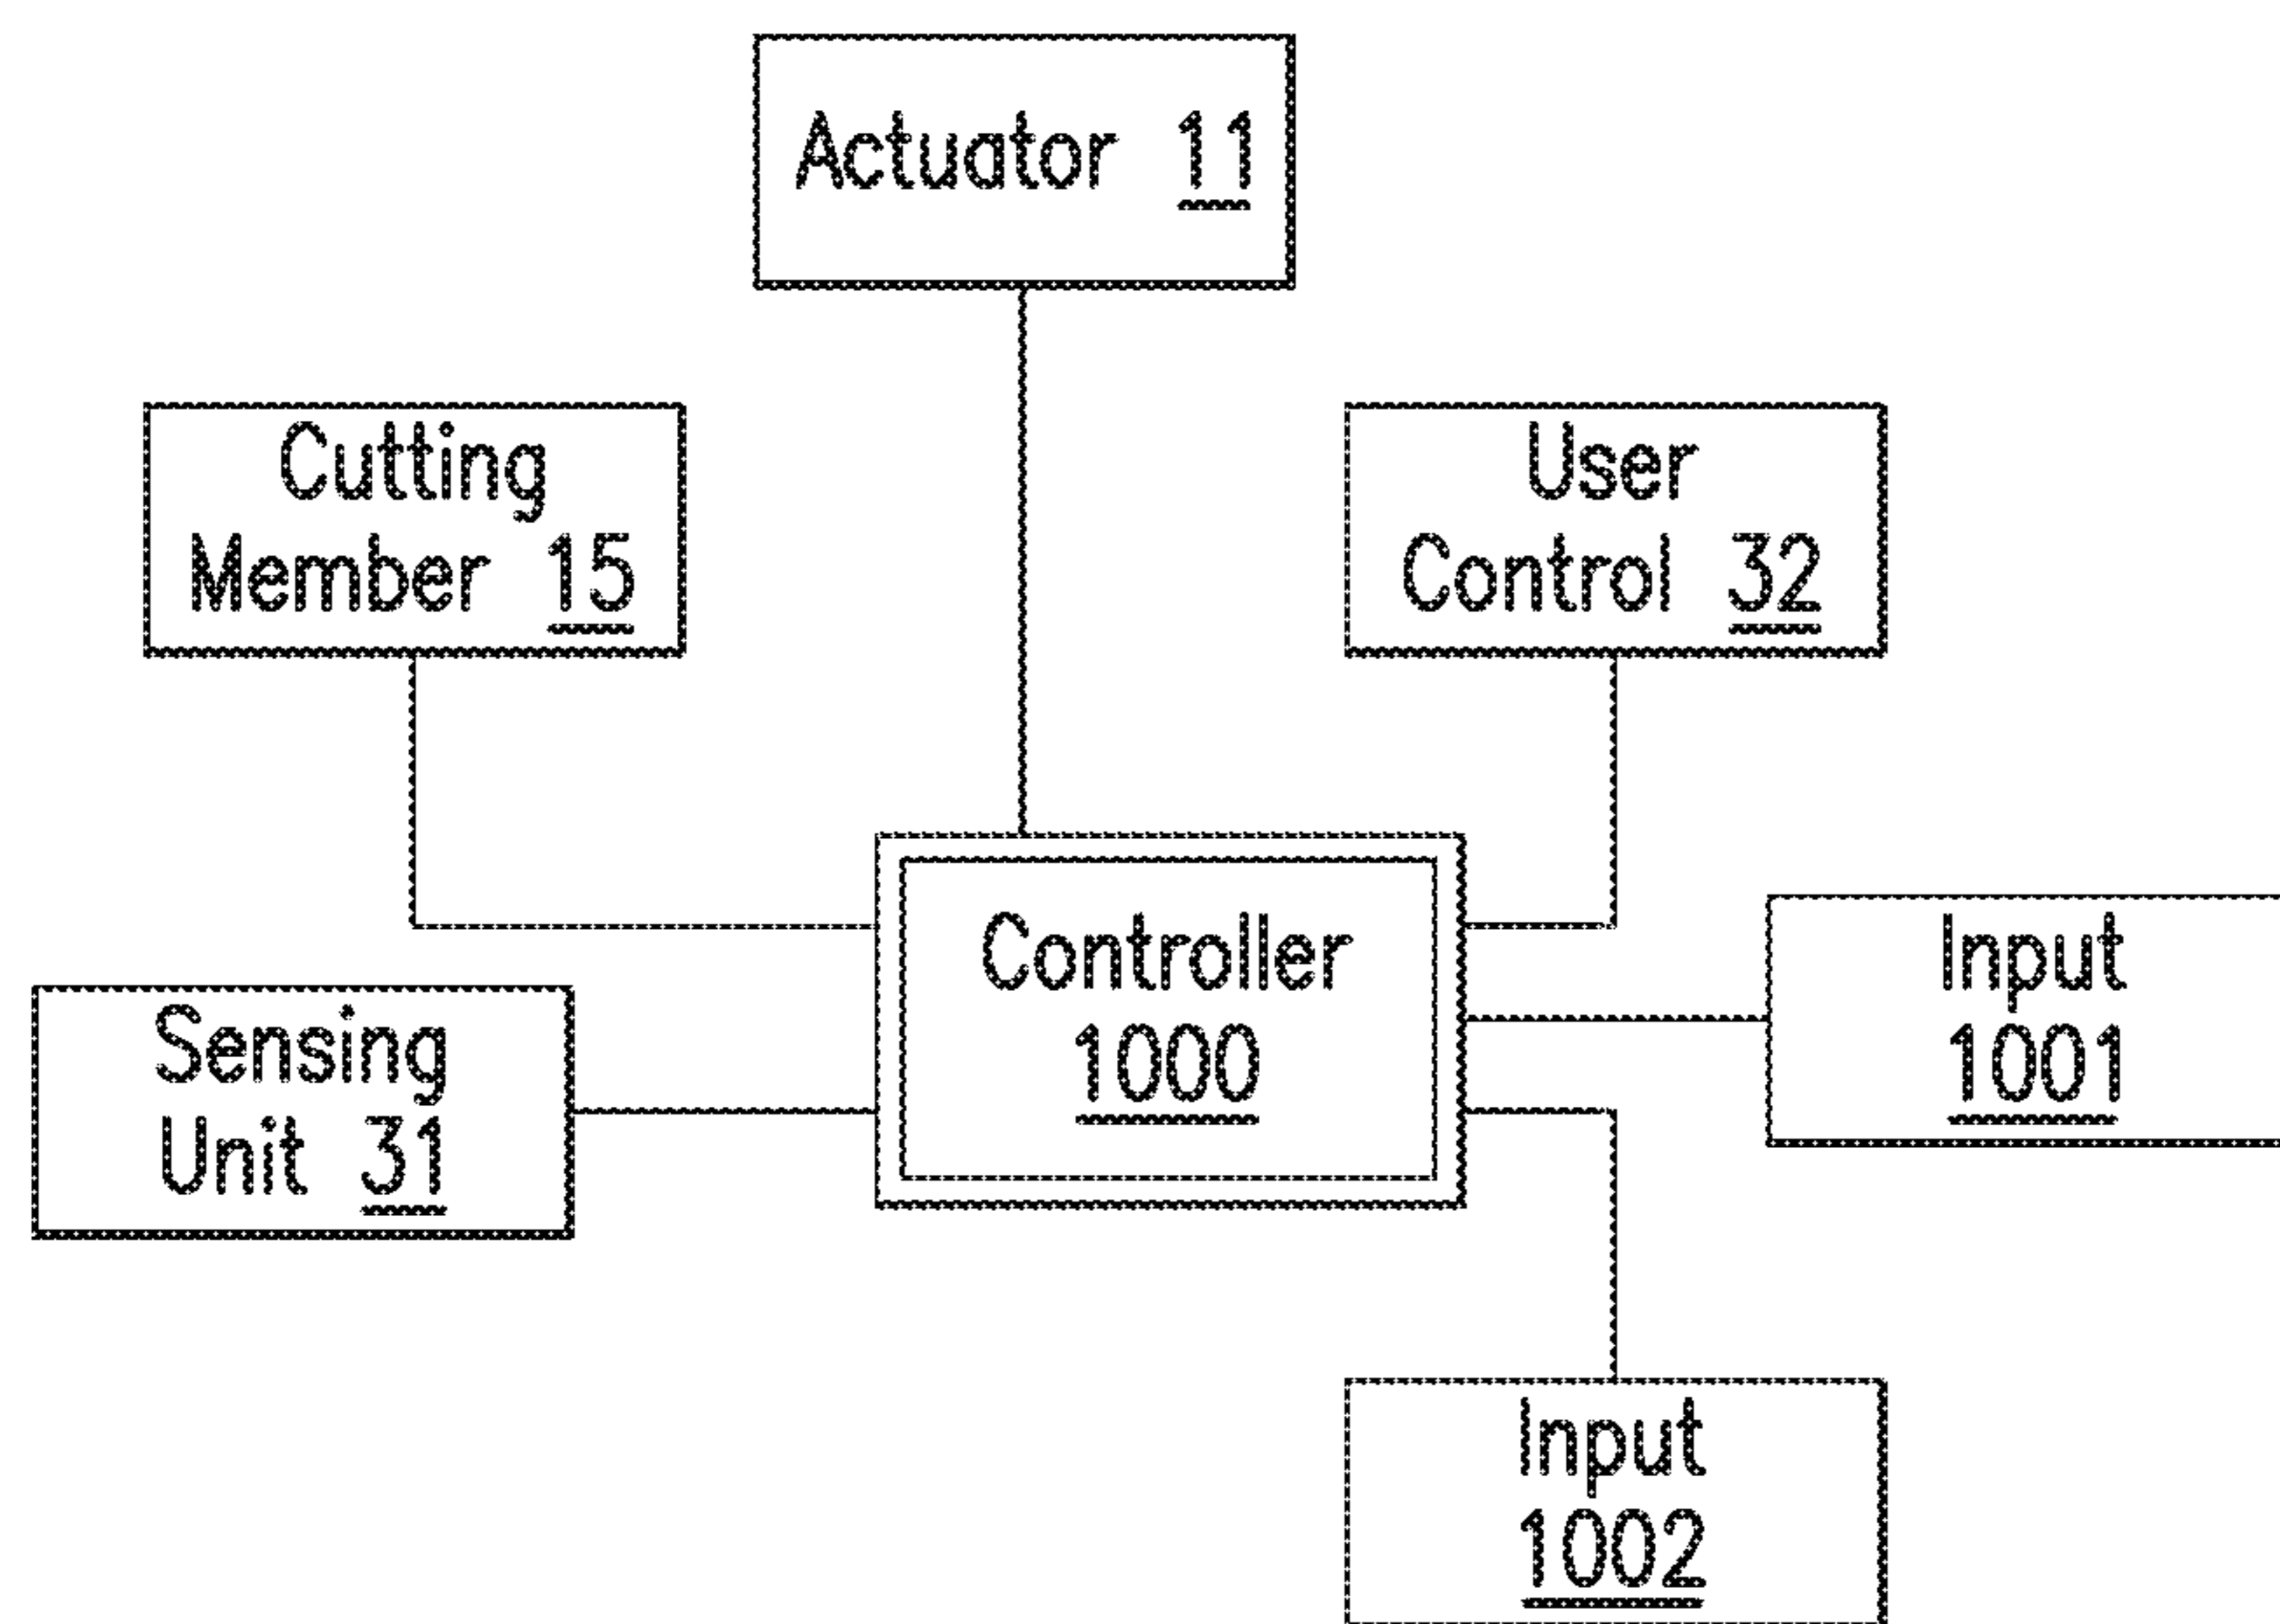 Actuator 11
Cutting
Member 15
User
Control 32
Controller
1000
Input
1001
Sensing
Unit 31
Input
1002